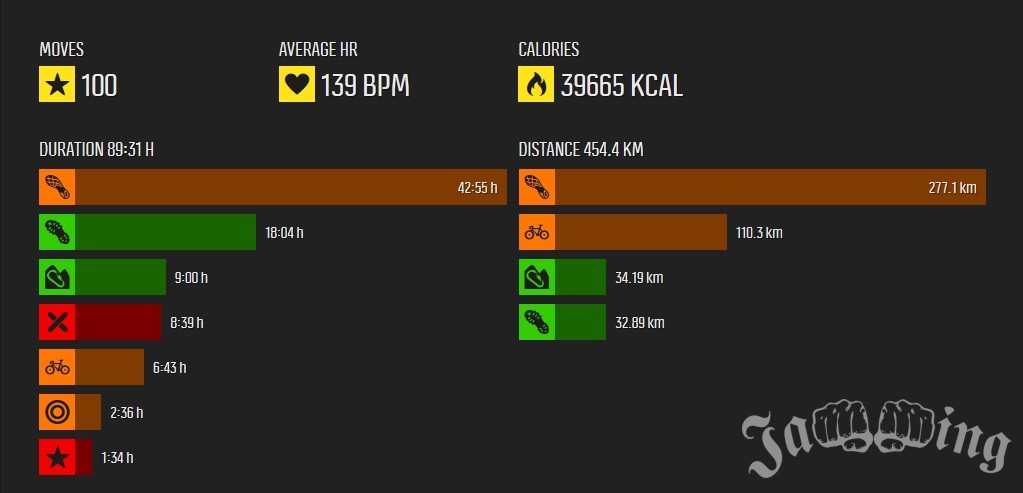 MOVES
100
AVERAGE HR
139 BPM
CALORIES
39665 KCAL
DURATION 89:31 H
42:55 h
18:04 h
9:00 h
8:39 h
6:43 h
2:36 h
1:34 h
DISTANCE 454.4 KM
277.1 km
110.3 km
34.19 km
32.89 km
Ja ing